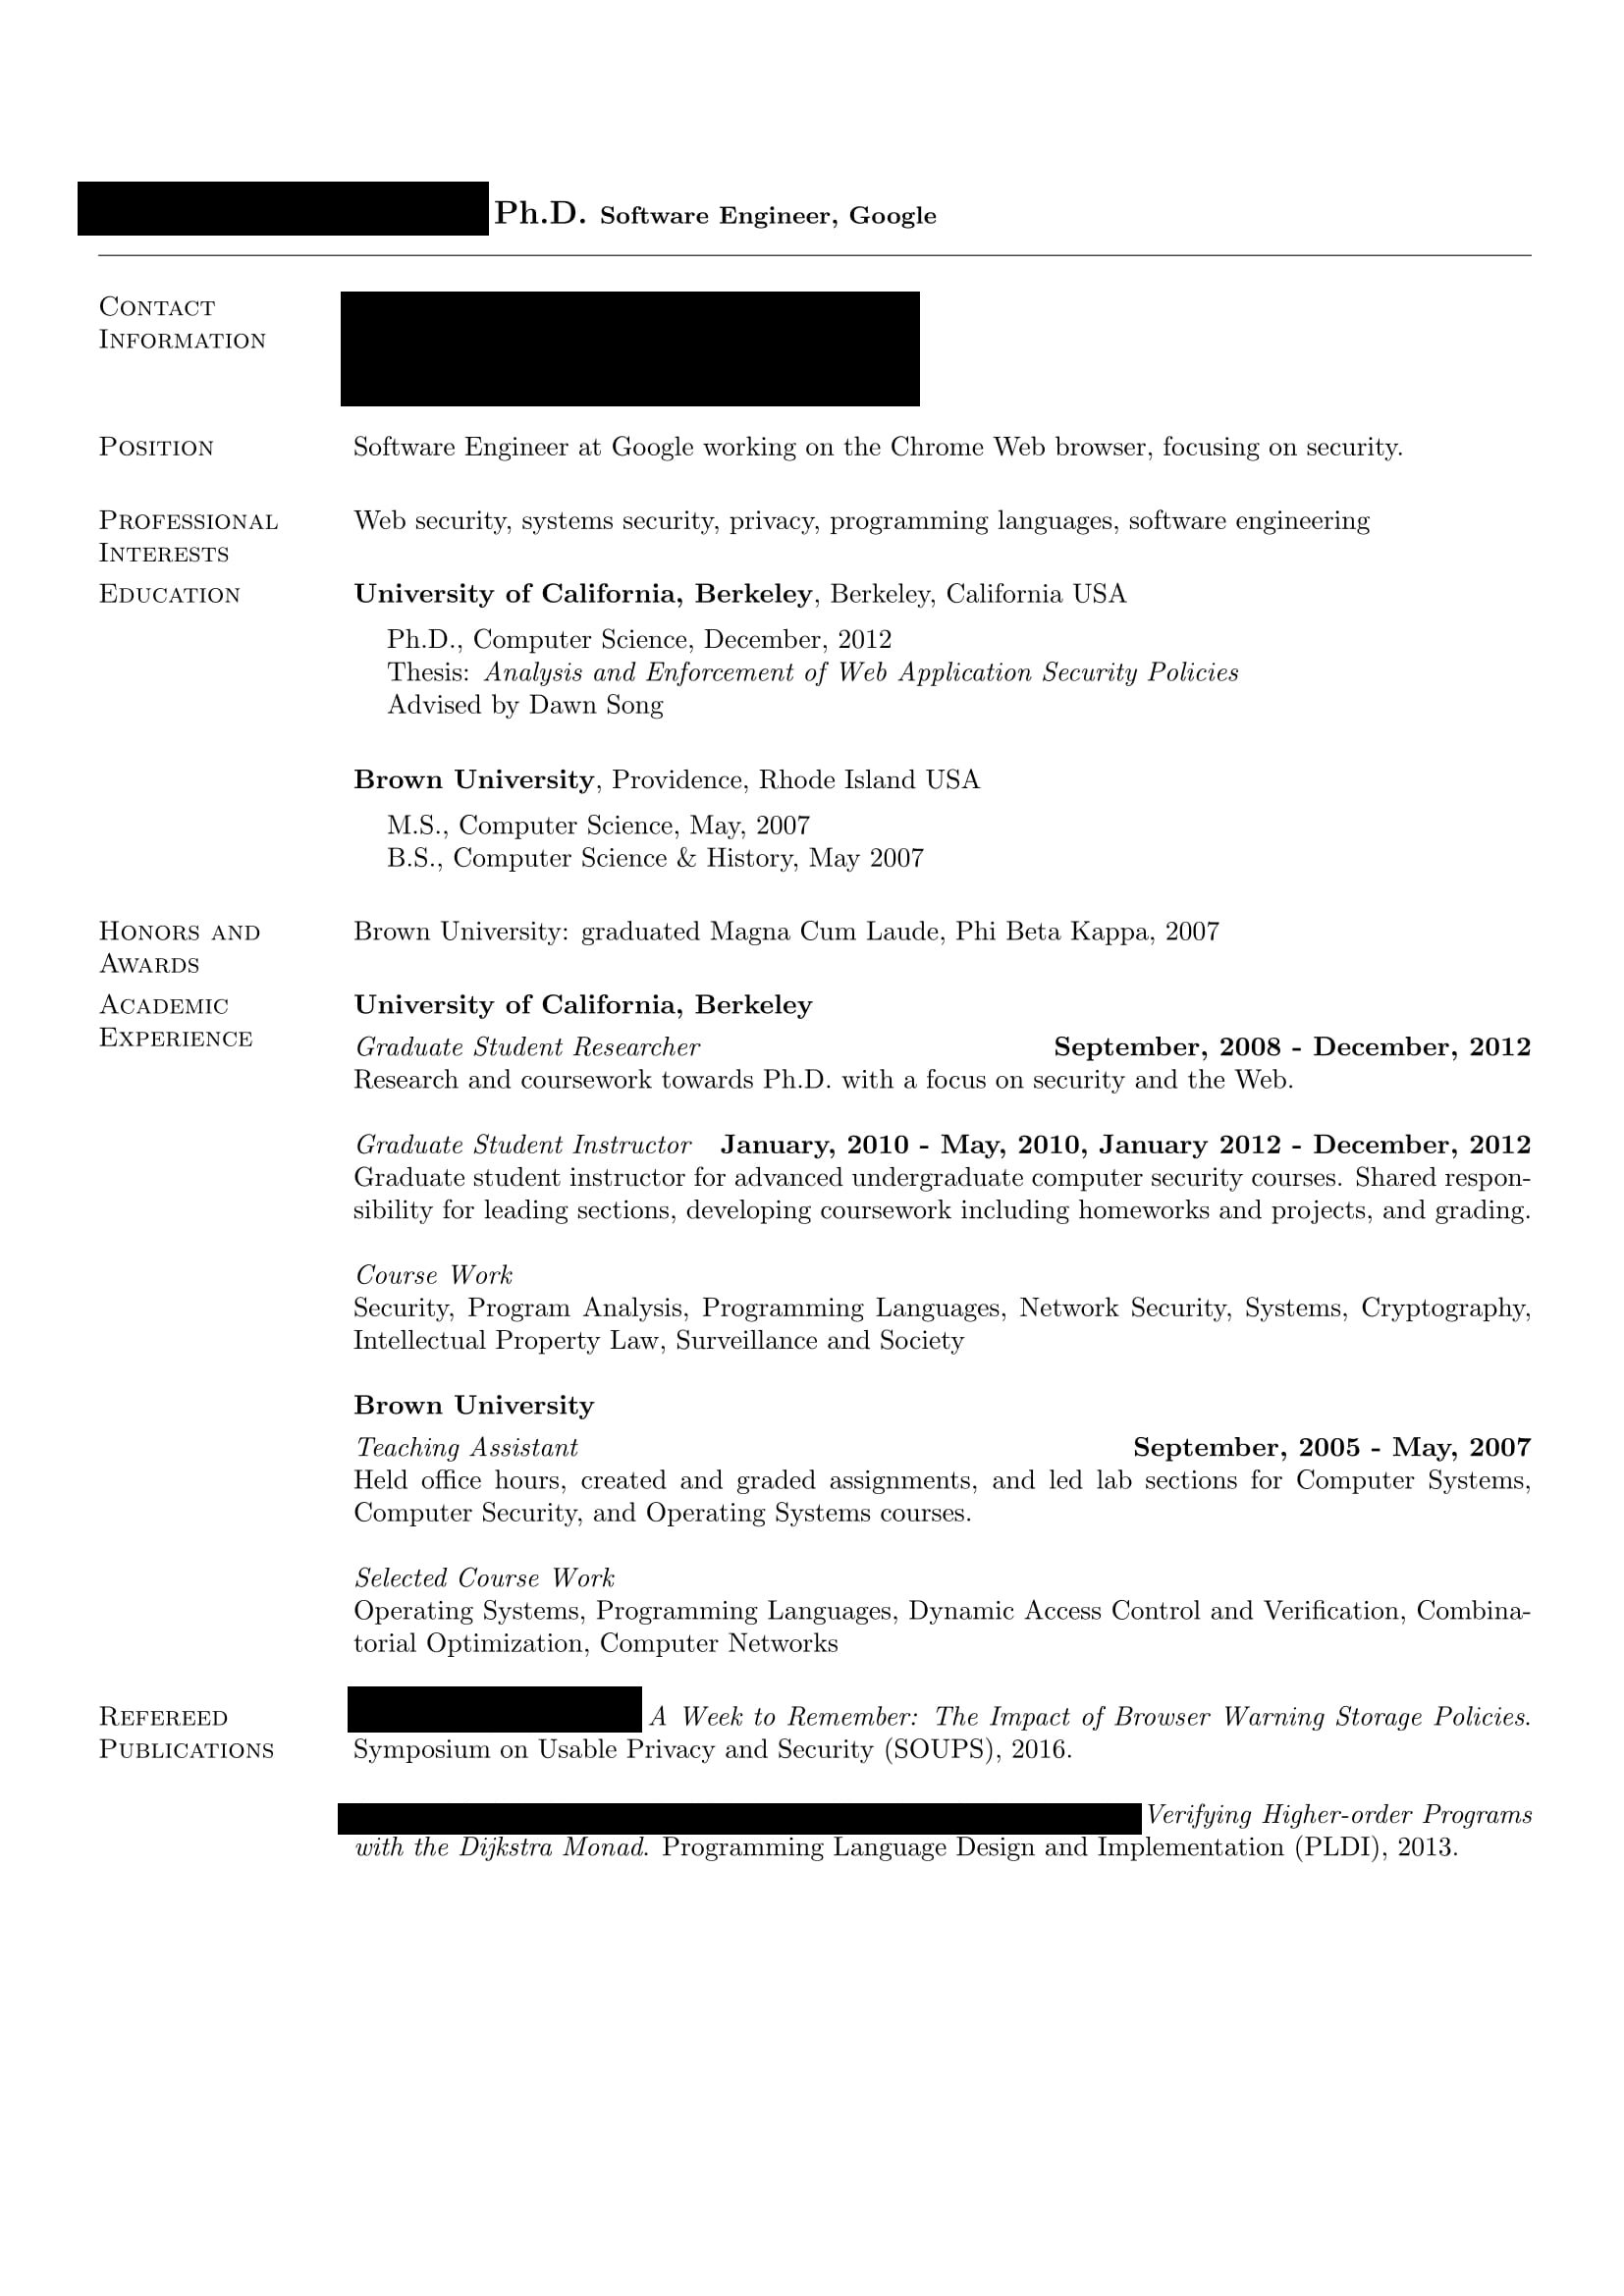 Ph.D. Software Engineer, Google
Contact
Information
Position
Software Engineer at Google working on the Chrome Web browser, focusing on security.
Professional
Interests
Web security, systems security, privacy, programming languages, software engineering
Education
University of California, Berkeley, Berkeley, California USA
Ph.D., Computer Science, December, 2012
Thesis: Analysis and Enforcement of Web Application Security Policies
Advised by Dawn Song
Brown University, Providence, Rhode Island USA
M.S., Computer Science, May, 2007
B.S., Computer Science & History, May 2007
Honors and
Awards
Brown University: graduated Magna Cum Laude, Phi Beta Kappa, 2007
Academic
Experience
University of California, Berkeley
Graduate Student Researcher September, 2008 - December, 2012
Research and coursework towards Ph.D. with a focus on security and the Web.
Graduate Student Instructor January, 2010 - May, 2010, January 2012 - December, 2012
Graduate student instructor for advanced undergraduate computer security courses. Shared respon-
sibility for leading sections, developing coursework including homeworks and projects, and grading.
Course Work
Security, Program Analysis, Programming Languages, Network Security, Systems, Cryptography,
Intellectual Property Law, Surveillance and Society
Brown University
Teaching Assistant September, 2005 - May, 2007
Held office hours, created and graded assignments, and led lab sections for Computer Systems,
Computer Security, and Operating Systems courses.
Selected Course Work
Operating Systems, Programming Languages, Dynamic Access Control and Verification, Combina-
torial Optimization, Computer Networks
Refereed
Publications
A Week to Remember: The Impact of Browser Warning Storage Policies.
Symposium on Usable Privacy and Security (SOUPS), 2016.
Verifying Higher-order Programs
with the Dijkstra Monad. Programming Language Design and Implementation (PLDI), 2013.